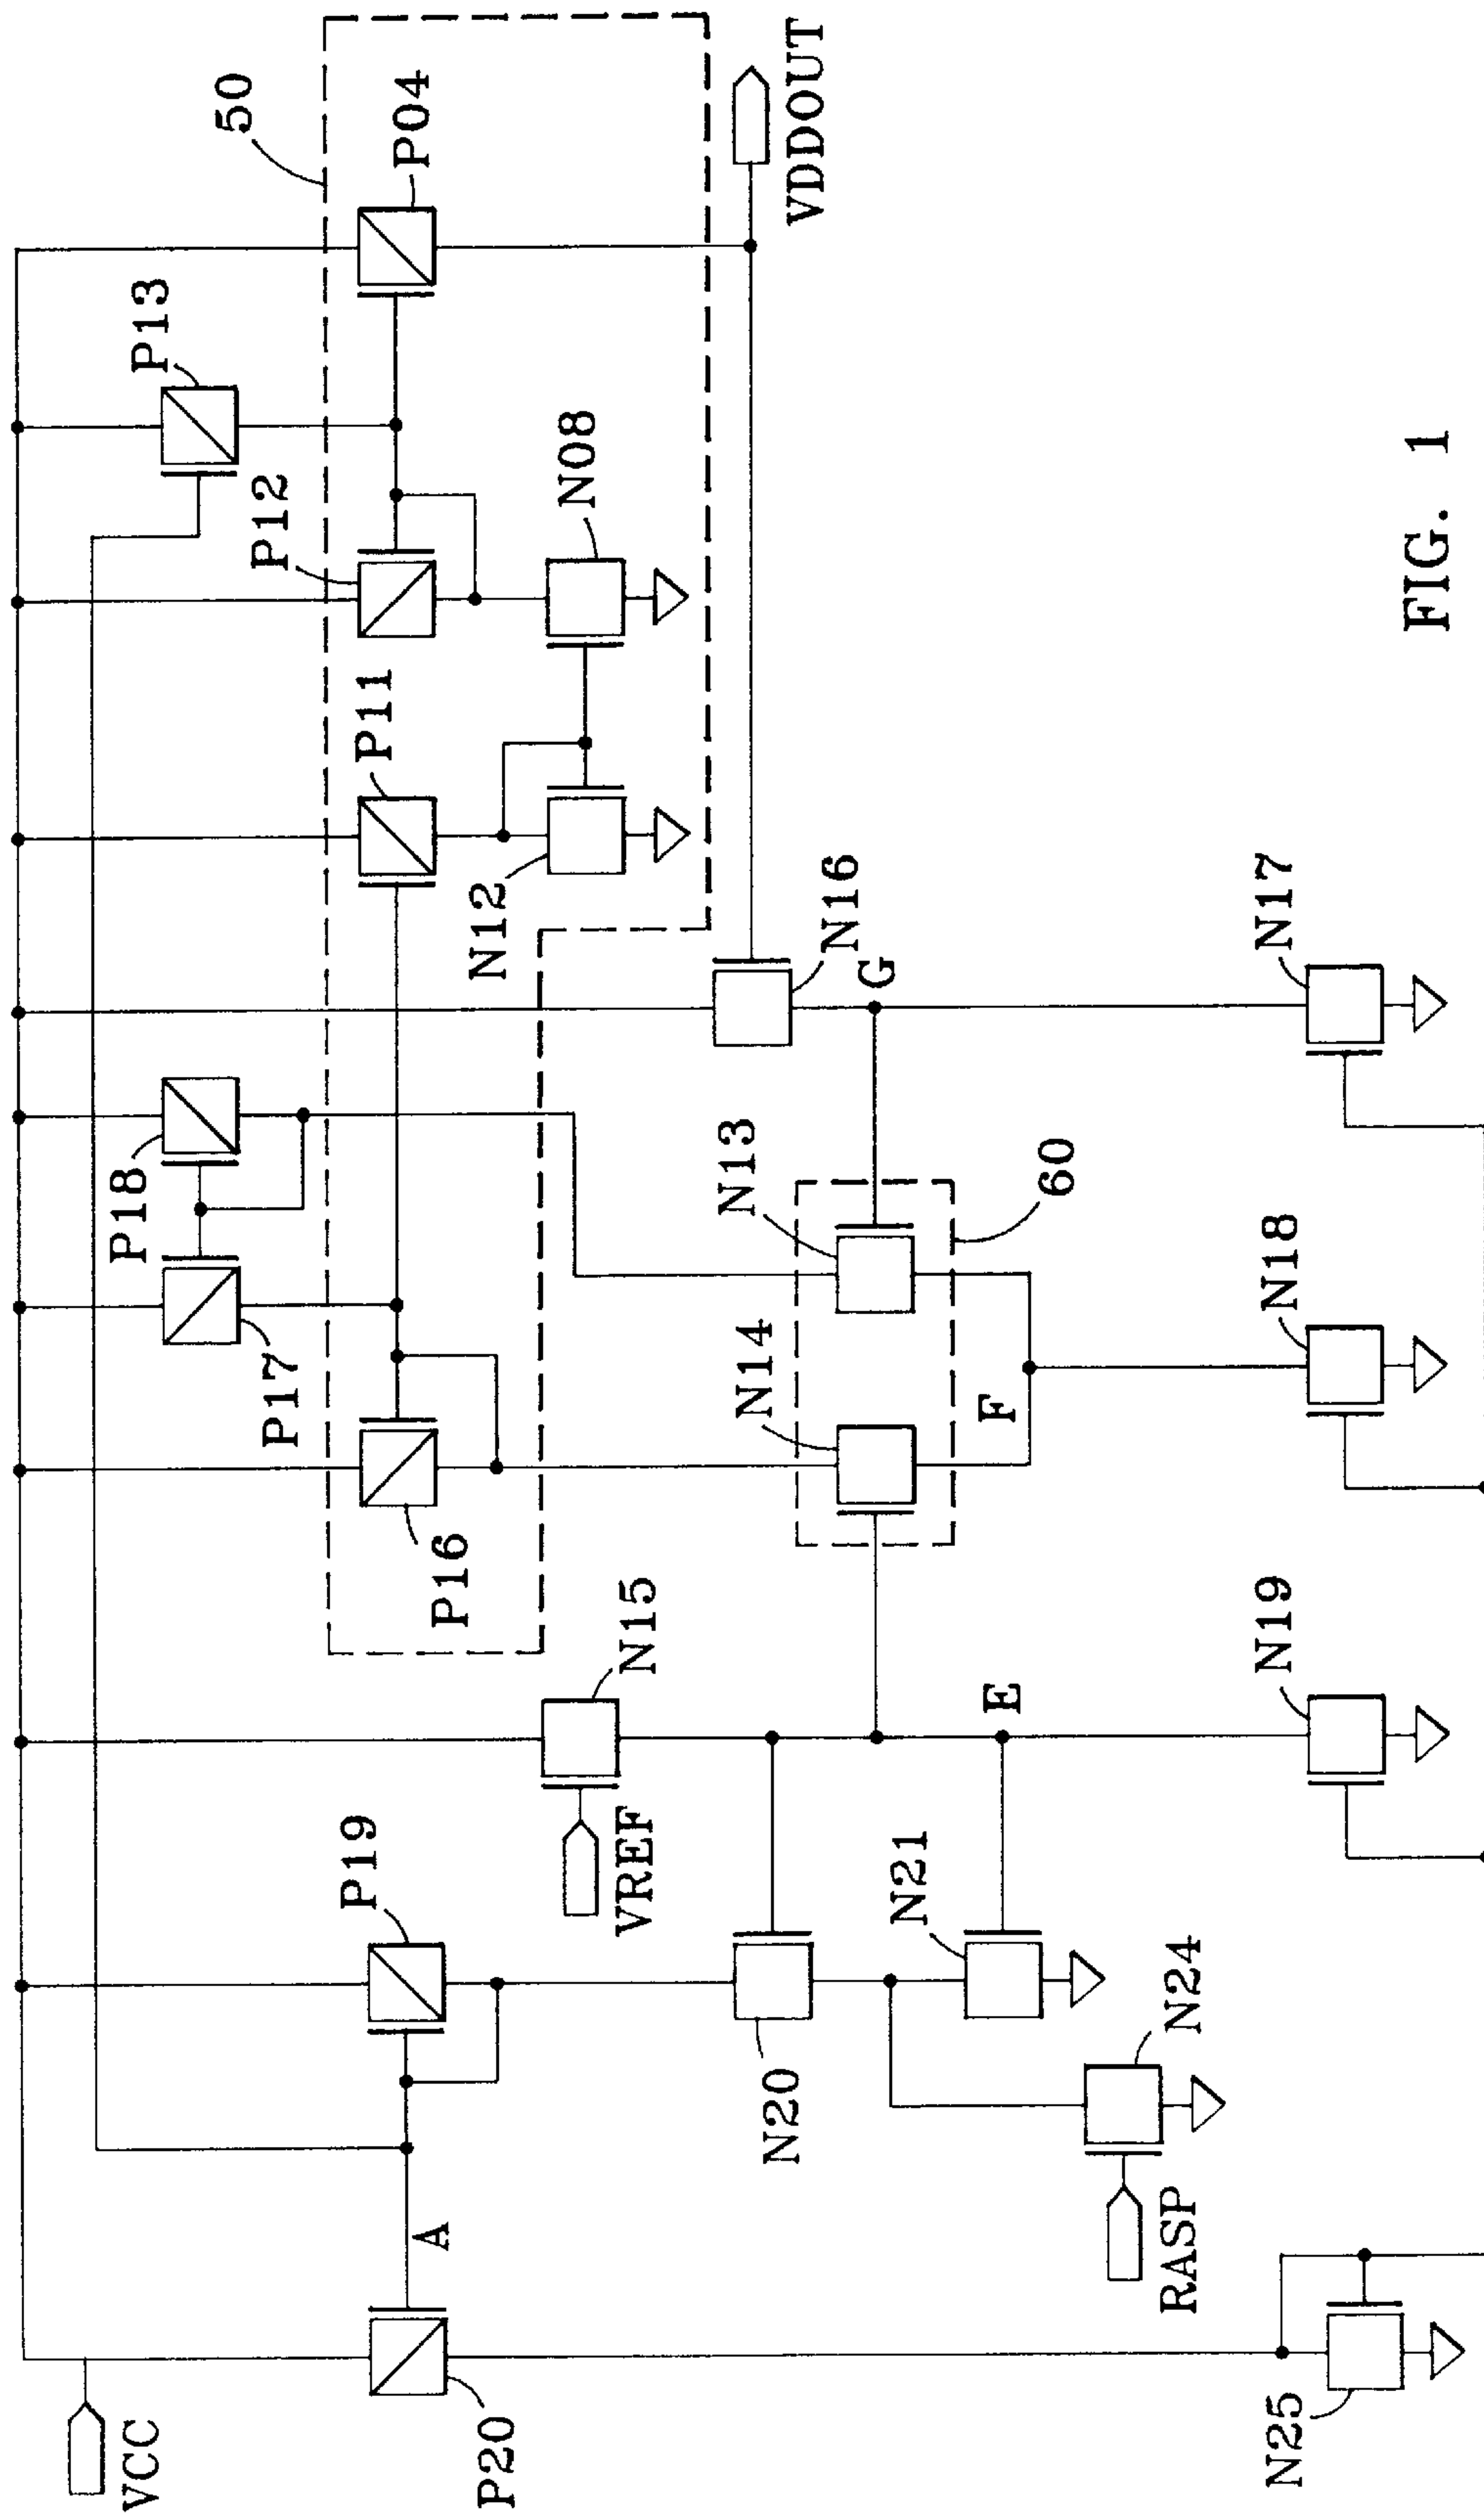 50
P04
VDDOUT
P13
P12
N08
P11
N12
N16
G
N17
P18
P17
N13
60
N14
F
N18
P16
N15
VREF
E
N19
P19
N20
N21
N24
RASP
A
VCC
P20
N25
FIG. 1